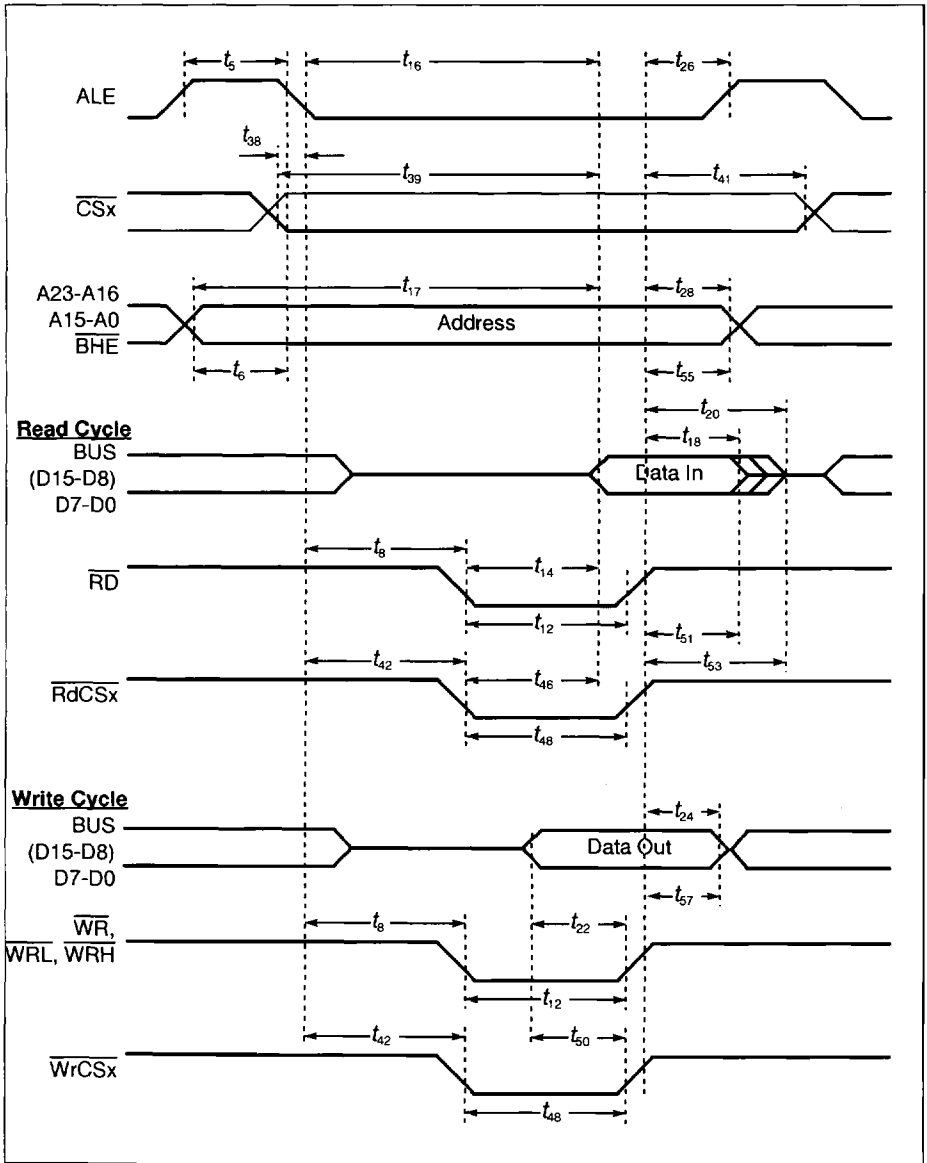 t5 t16 t26
ALE
t38
t39 t41
CSx
A23-A16 t17 t28
A15-A0 Address
BHE
t6 t55
t20
Read Cycle
t18
BUS
(D15-D8) Data In
D7-D0
t8
t14
RD
t12 t51
t42 t53
t46
RdCSx
t48
Write Cycle
t24
BUS
(D15-D8) Data Out
D7-D0
t57
WR, t8 t22
WRL, WRH
t12
t42 t50
WrCSx
t48